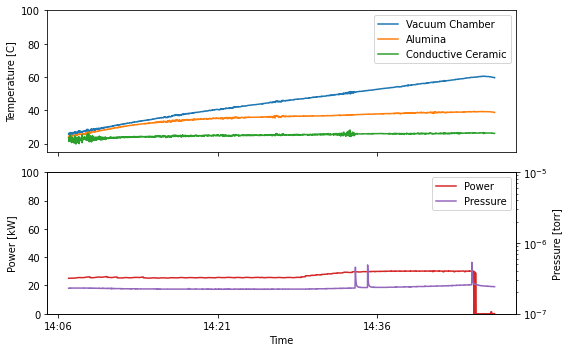 100
80
60
40
20
Temperature [C]
Vacuum Chamber
Alumina
Conductive Ceramic
100
80
60
40
20
0
Power [kW]
Power
Pressure
10⁻⁵
10⁻⁶
10⁻⁷
Pressure [torr]
14:06 14:21 14:36
Time